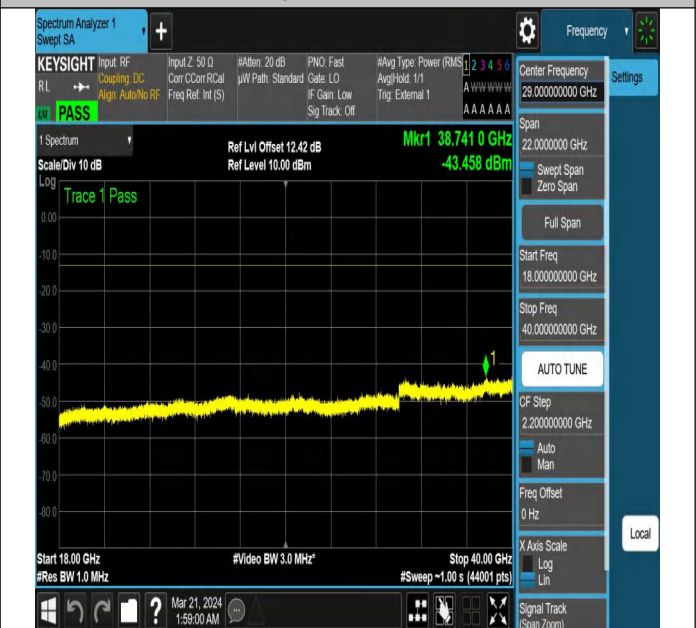 Spectrum Analyzer 1
Swept SA
+
Frequency
KEYSIGHT
RL
PASS
Input: RF
Coupling: DC
Align: Auto/No RF
Input Z: 50 Ω
Corr CCorr RCal
Freq Ref: Int (S)
#Atten: 20 dB
µW Path: Standard
PNO: Fast
Gate: LO
IF Gain: Low
Sig Track: Off
#Avg Type: Power (RMS
Avg|Hold: 1/1
Trig: External 1
1 2 3 4 5 6
A W W W W W
A A A A A A
1 Spectrum
Scale/Div 10 dB
Log
Ref Lvl Offset 12.42 dB
Ref Level 10.00 dBm
Mkr1 38.741 0 GHz
-43.458 dBm
Trace 1 Pass
0.00
-10.0
-20.0
-30.0
-40.0
-60.0
-70.0
-80.0
1
Start 18.00 GHz
#Res BW 1.0 MHz
#Video BW 3.0 MHz*
Stop 40.00 GHz
#Sweep ~1.00 s (44001 pts)
Center Frequency
29.000000000 GHz
Settings
Span
22.0000000 GHz
Swept Span
Zero Span
Full Span
Start Freq
18.000000000 GHz
Stop Freq
40.000000000 GHz
AUTO TUNE
CF Step
2.200000000 GHz
Auto
Man
Freq Offset
0 Hz
X Axis Scale
Log
Lin
Signal Track
(Span Zoom)
Local
?
Mar 21, 2024
1:59:00 AM